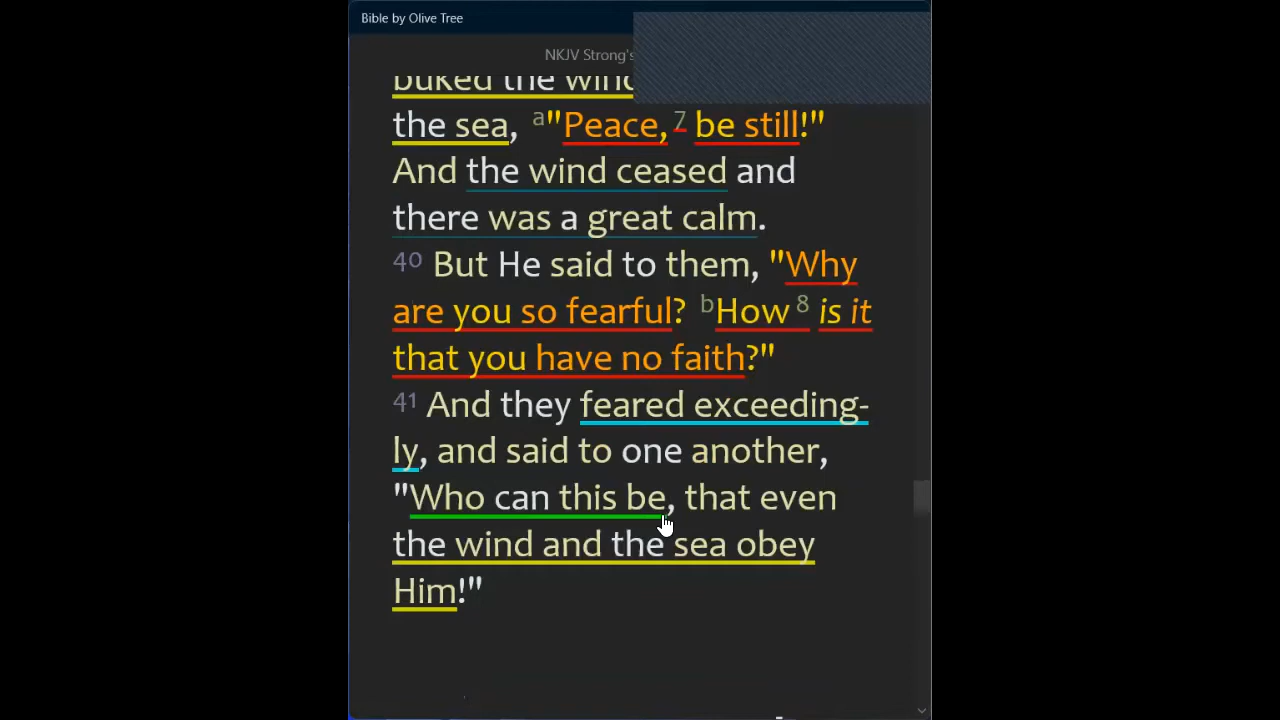 Bible by Olive Tree
NKJV Strong's
buked the wind
the sea, a"Peace, 7 be still!"
And the wind ceased and
there was a great calm.
40 But He said to them, "Why
are you so fearful? bHow 8 is it
that you have no faith?"
41 And they feared exceeding-
ly, and said to one another,
"Who can this be, that even
the wind and the sea obey
Him!"